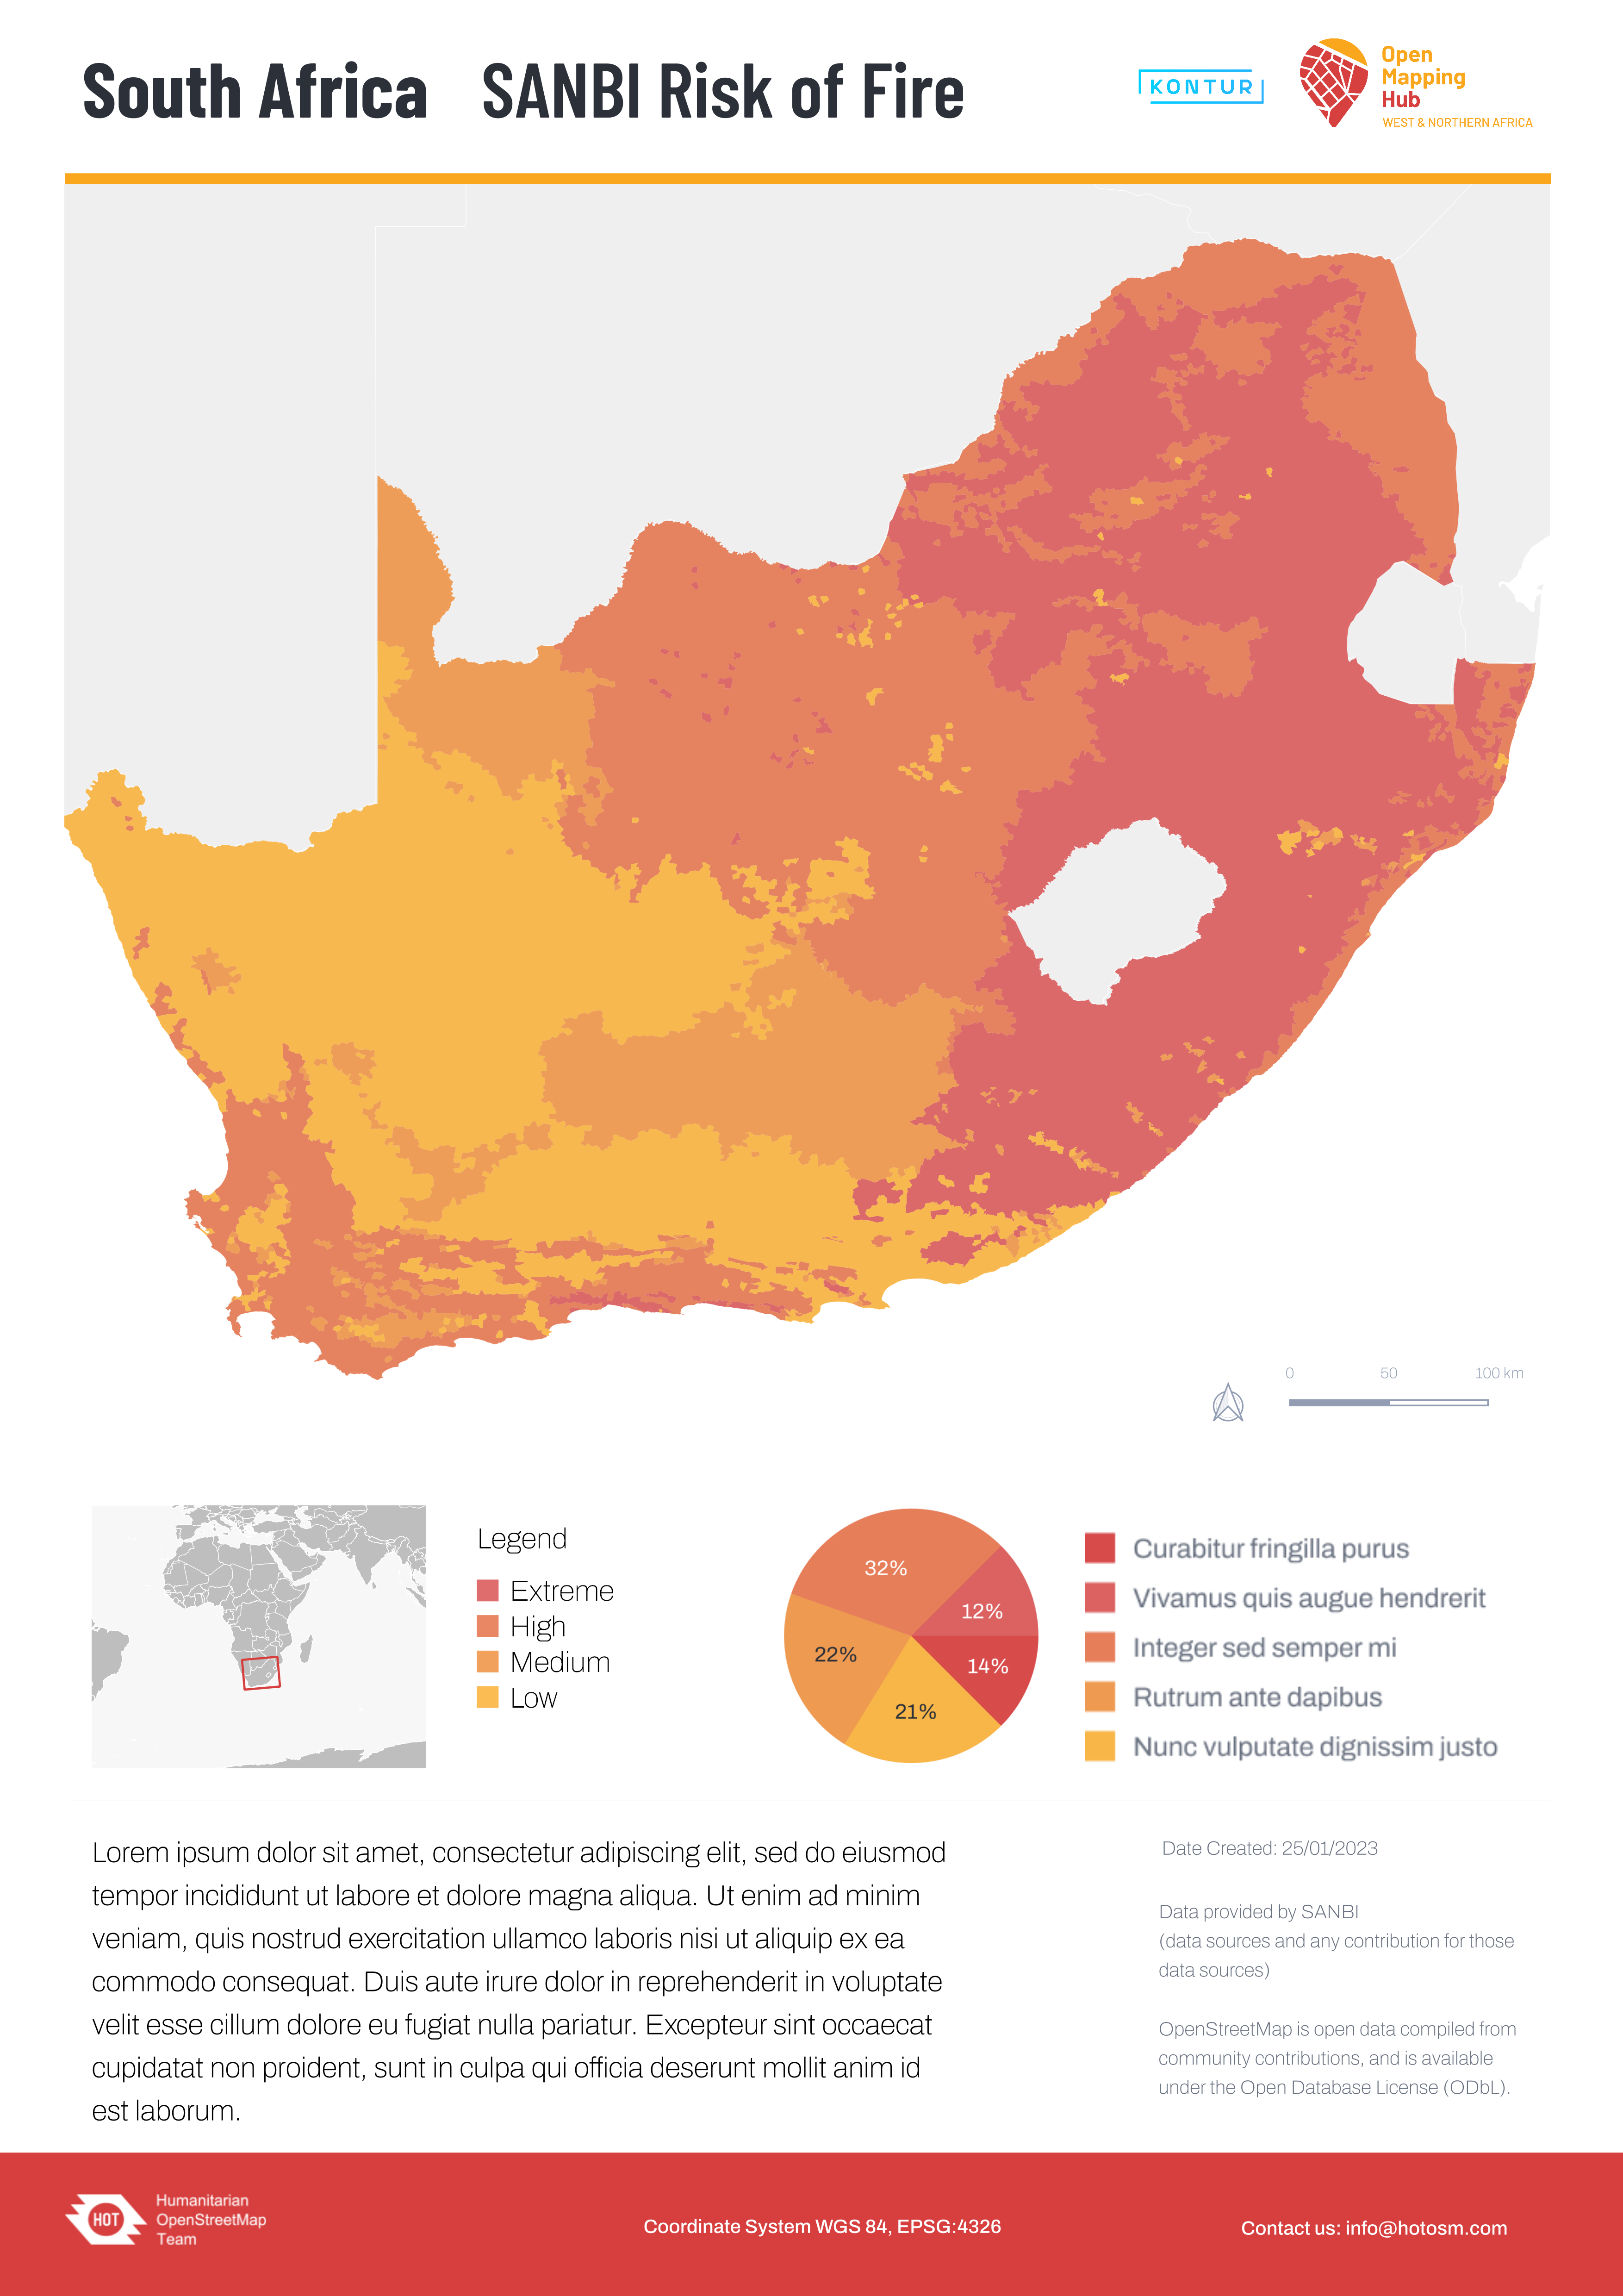 South Africa SANBI Risk of Fire
KONTUR
Open
Mapping
Hub
WEST & NORTHERN AFRICA
0 50 100 km
Legend
Extreme
High
Medium
Low
32%
12%
22%
14%
21%
Curabitur fringilla purus
Vivamus quis augue hendrerit
Integer sed semper mi
Rutrum ante dapibus
Nunc vulputate dignissim justo
Lorem ipsum dolor sit amet, consectetur adipiscing elit, sed do eiusmod
tempor incididunt ut labore et dolore magna aliqua. Ut enim ad minim
veniam, quis nostrud exercitation ullamco laboris nisi ut aliquip ex ea
commodo consequat. Duis aute irure dolor in reprehenderit in voluptate
velit esse cillum dolore eu fugiat nulla pariatur. Excepteur sint occaecat
cupidatat non proident, sunt in culpa qui officia deserunt mollit anim id
est laborum.
Date Created: 25/01/2023
Data provided by SANBI
(data sources and any contribution for those
data sources)
OpenStreetMap is open data compiled from
community contributions, and is available
under the Open Database License (ODbL).
HOT
Humanitarian
OpenStreetMap
Team
Coordinate System WGS 84, EPSG:4326
Contact us: info@hotosm.com